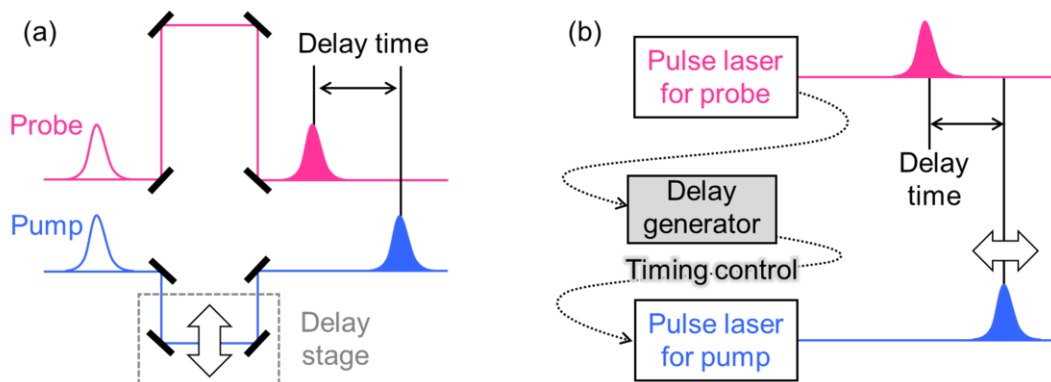 (a)
Delay time
Probe
Pump
Delay
stage
(b)
Pulse laser
for probe
Delay
time
Delay
generator
Timing control
Pulse laser
for pump